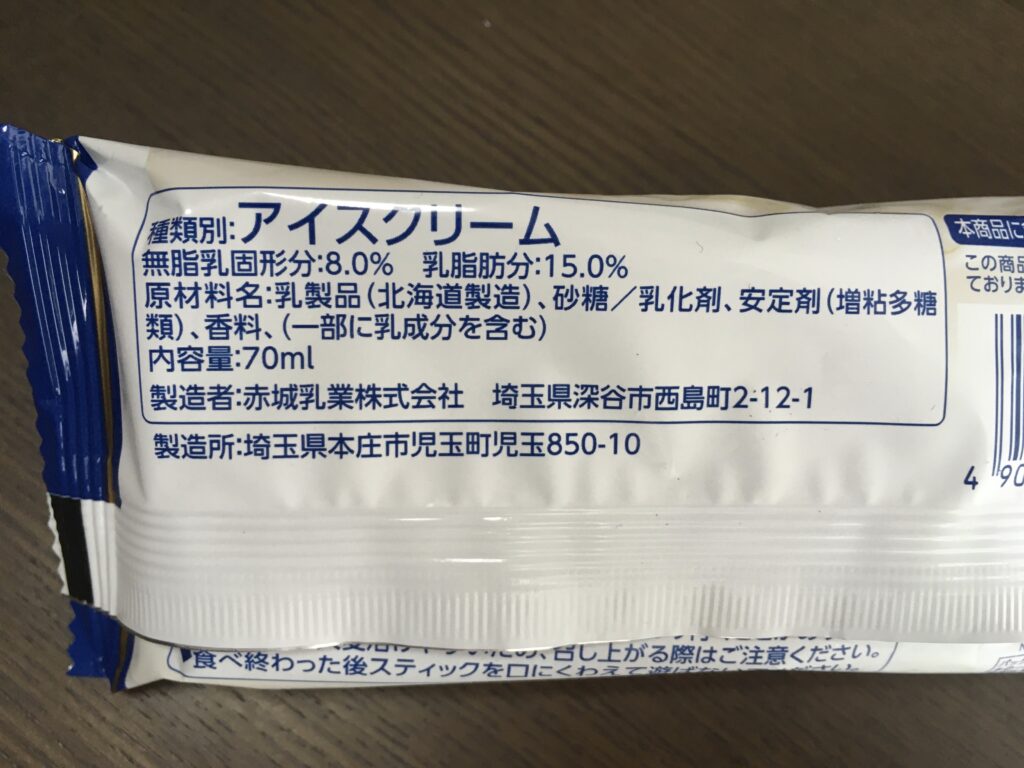 種類別:アイスクリーム
無脂乳固形分:8.0%　乳脂肪分:15.0%
原材料名:乳製品(北海道製造)、砂糖／乳化剤、安定剤(増粘多糖
類)、香料、(一部に乳成分を含む)
内容量:70ml
製造者:赤城乳業株式会社　埼玉県深谷市西島町2-12-1
製造所:埼玉県本庄市児玉町児玉850-10
本商品に
この商品
ておりま
4 90
召し上がる際はご注意ください。
食べ終わった後スティックを口にくわえて